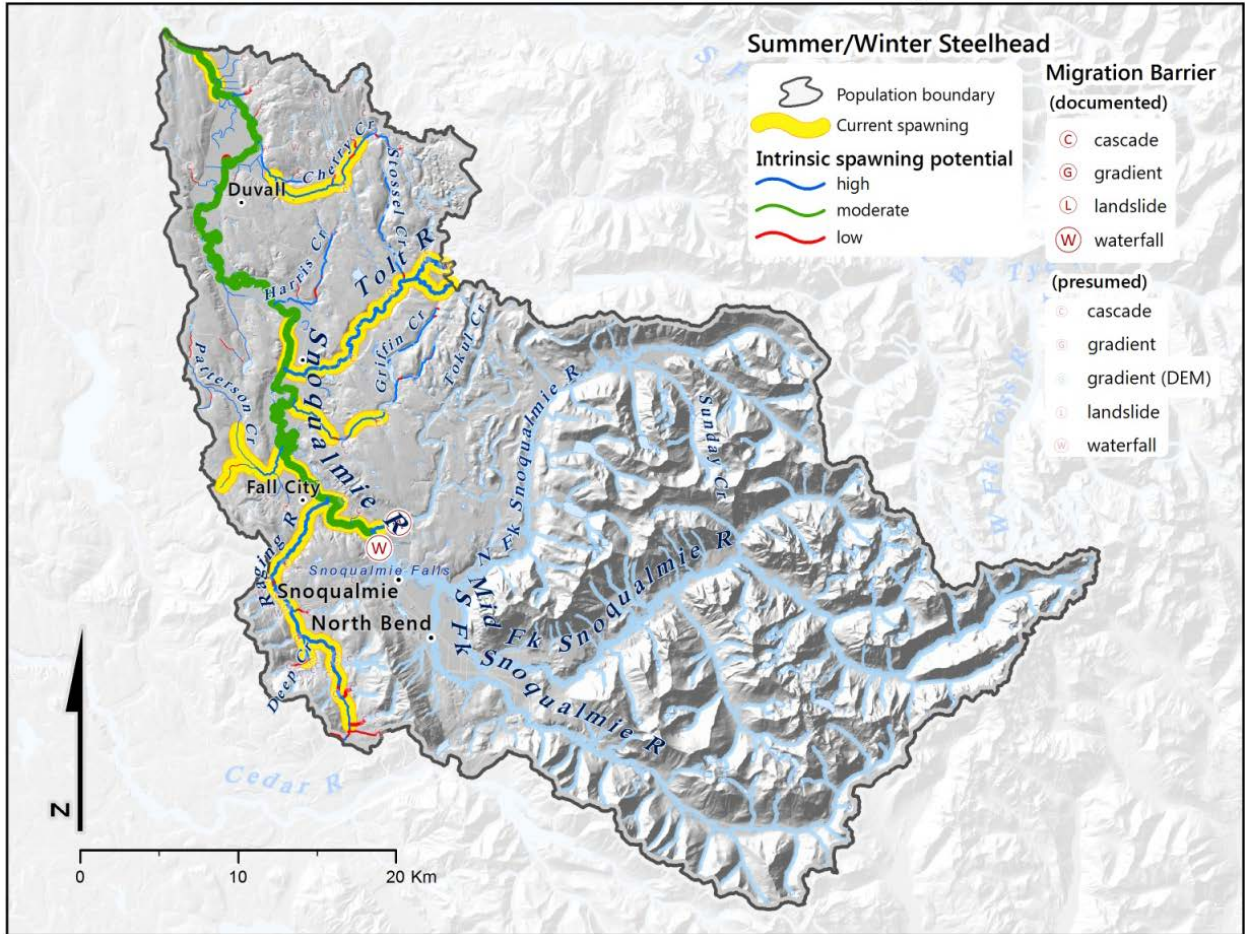 Summer/Winter Steelhead
Population boundary
Current spawning
Intrinsic spawning potential
high
moderate
low
Migration Barrier
(documented)
C cascade
G gradient
L landslide
W waterfall
(presumed)
C cascade
G gradient
gradient (DEM)
L landslide
W waterfall
Cherry Cr
Stossel Cr
Duvall
Harris Cr
Tolt R
Snoqualmie R
Griffin Cr
Tokul Cr
Patterson Cr
Fall City
W
Raging R
Snoqualmie Falls
Snoqualmie
North Bend
Deep Cr
N Fk Snoqualmie R
Sunday Cr
Mid Fk Snoqualmie R
S Fk Snoqualmie R
W Fk Foss R
Cedar R
N
0 10 20 Km